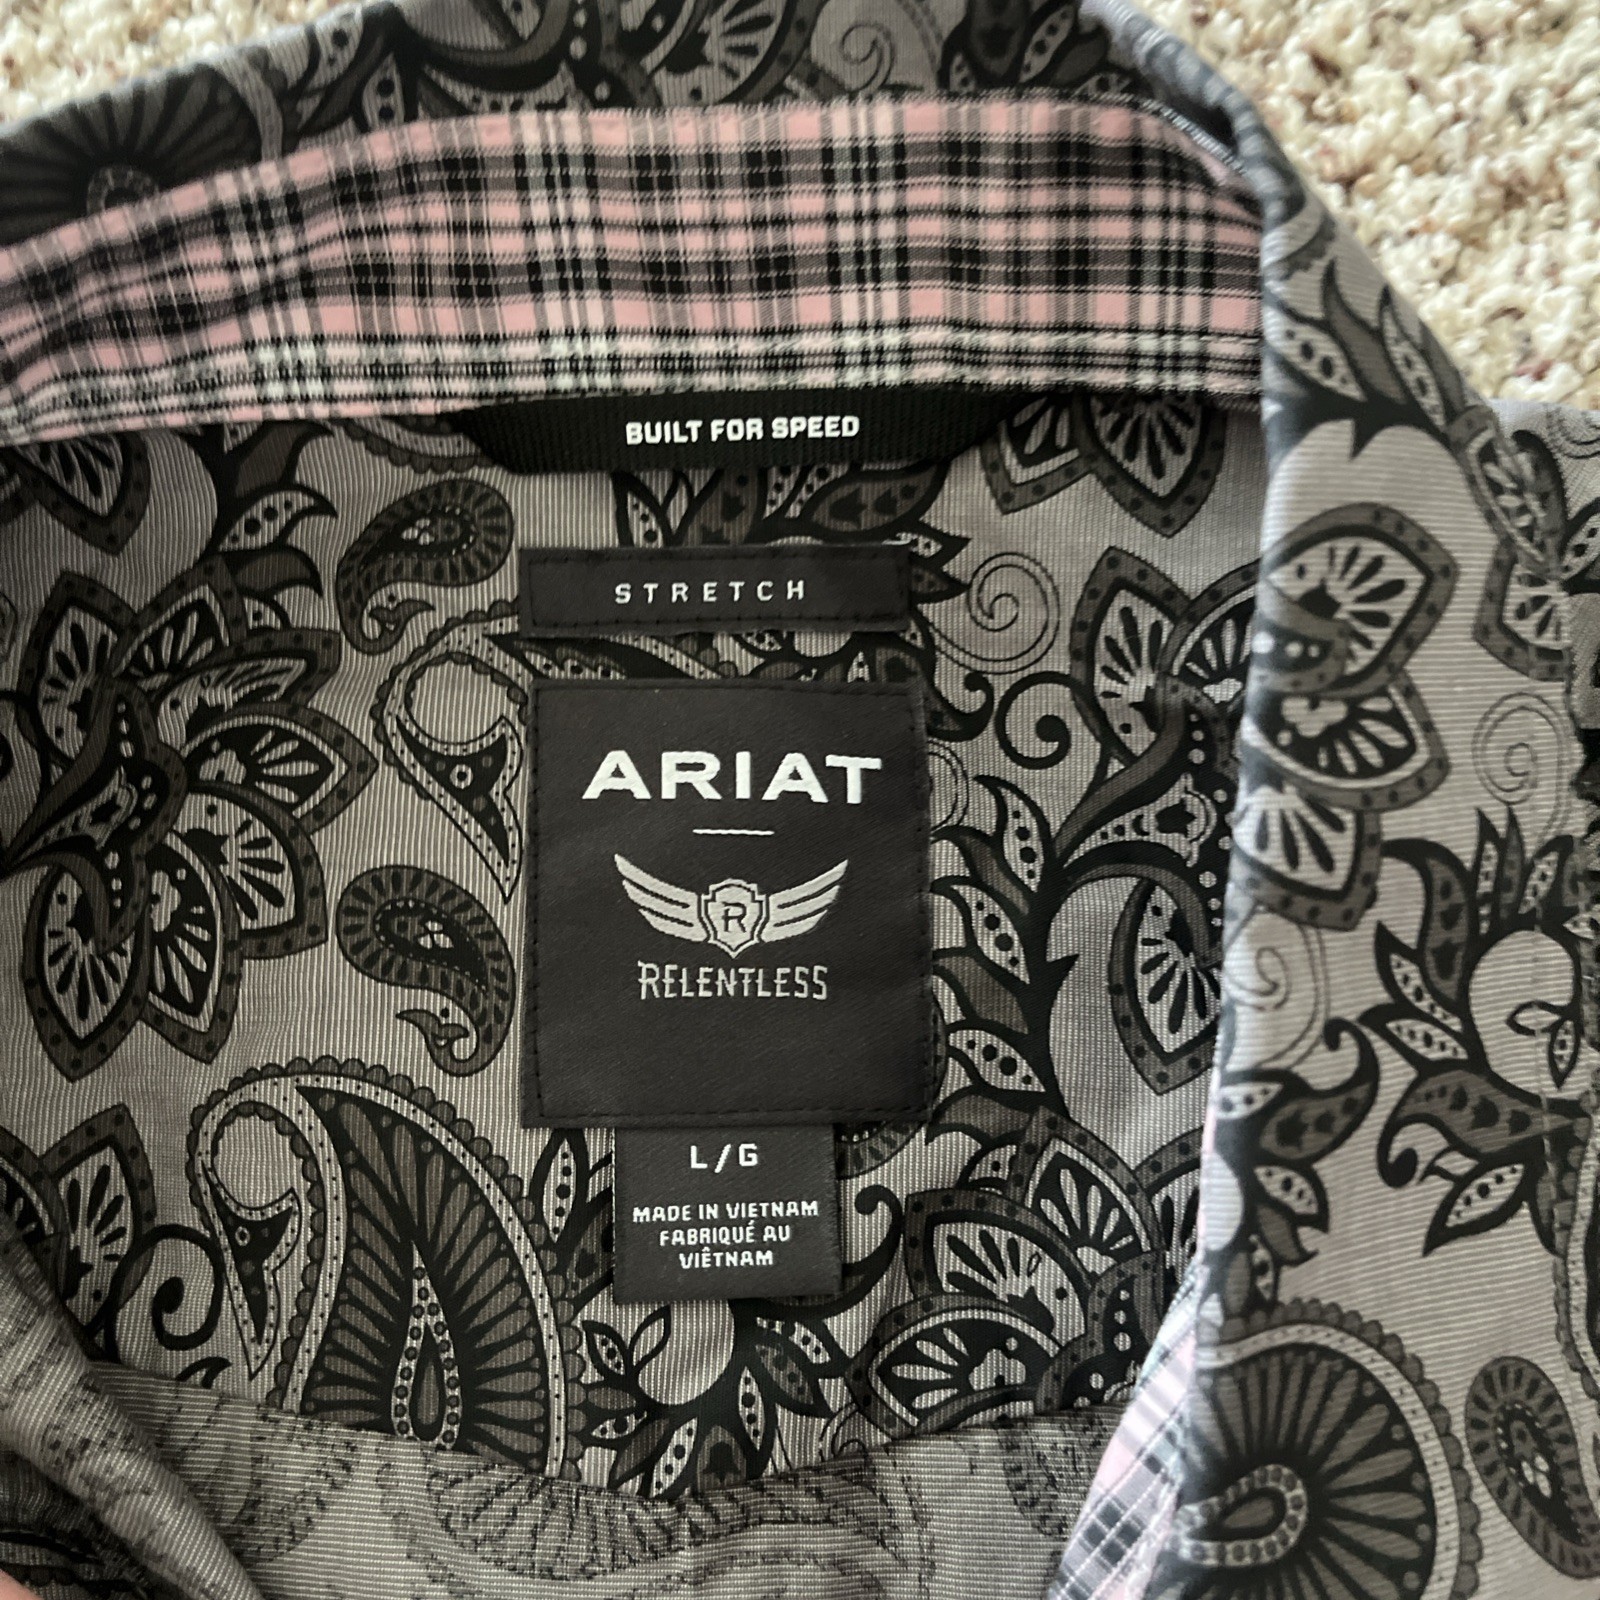 BUILT FOR SPEED
STRETCH
ARIAT
R
RELENTLESS
L/G
MADE IN VIETNAM
FABRIQUÉ AU
VIÊTNAM